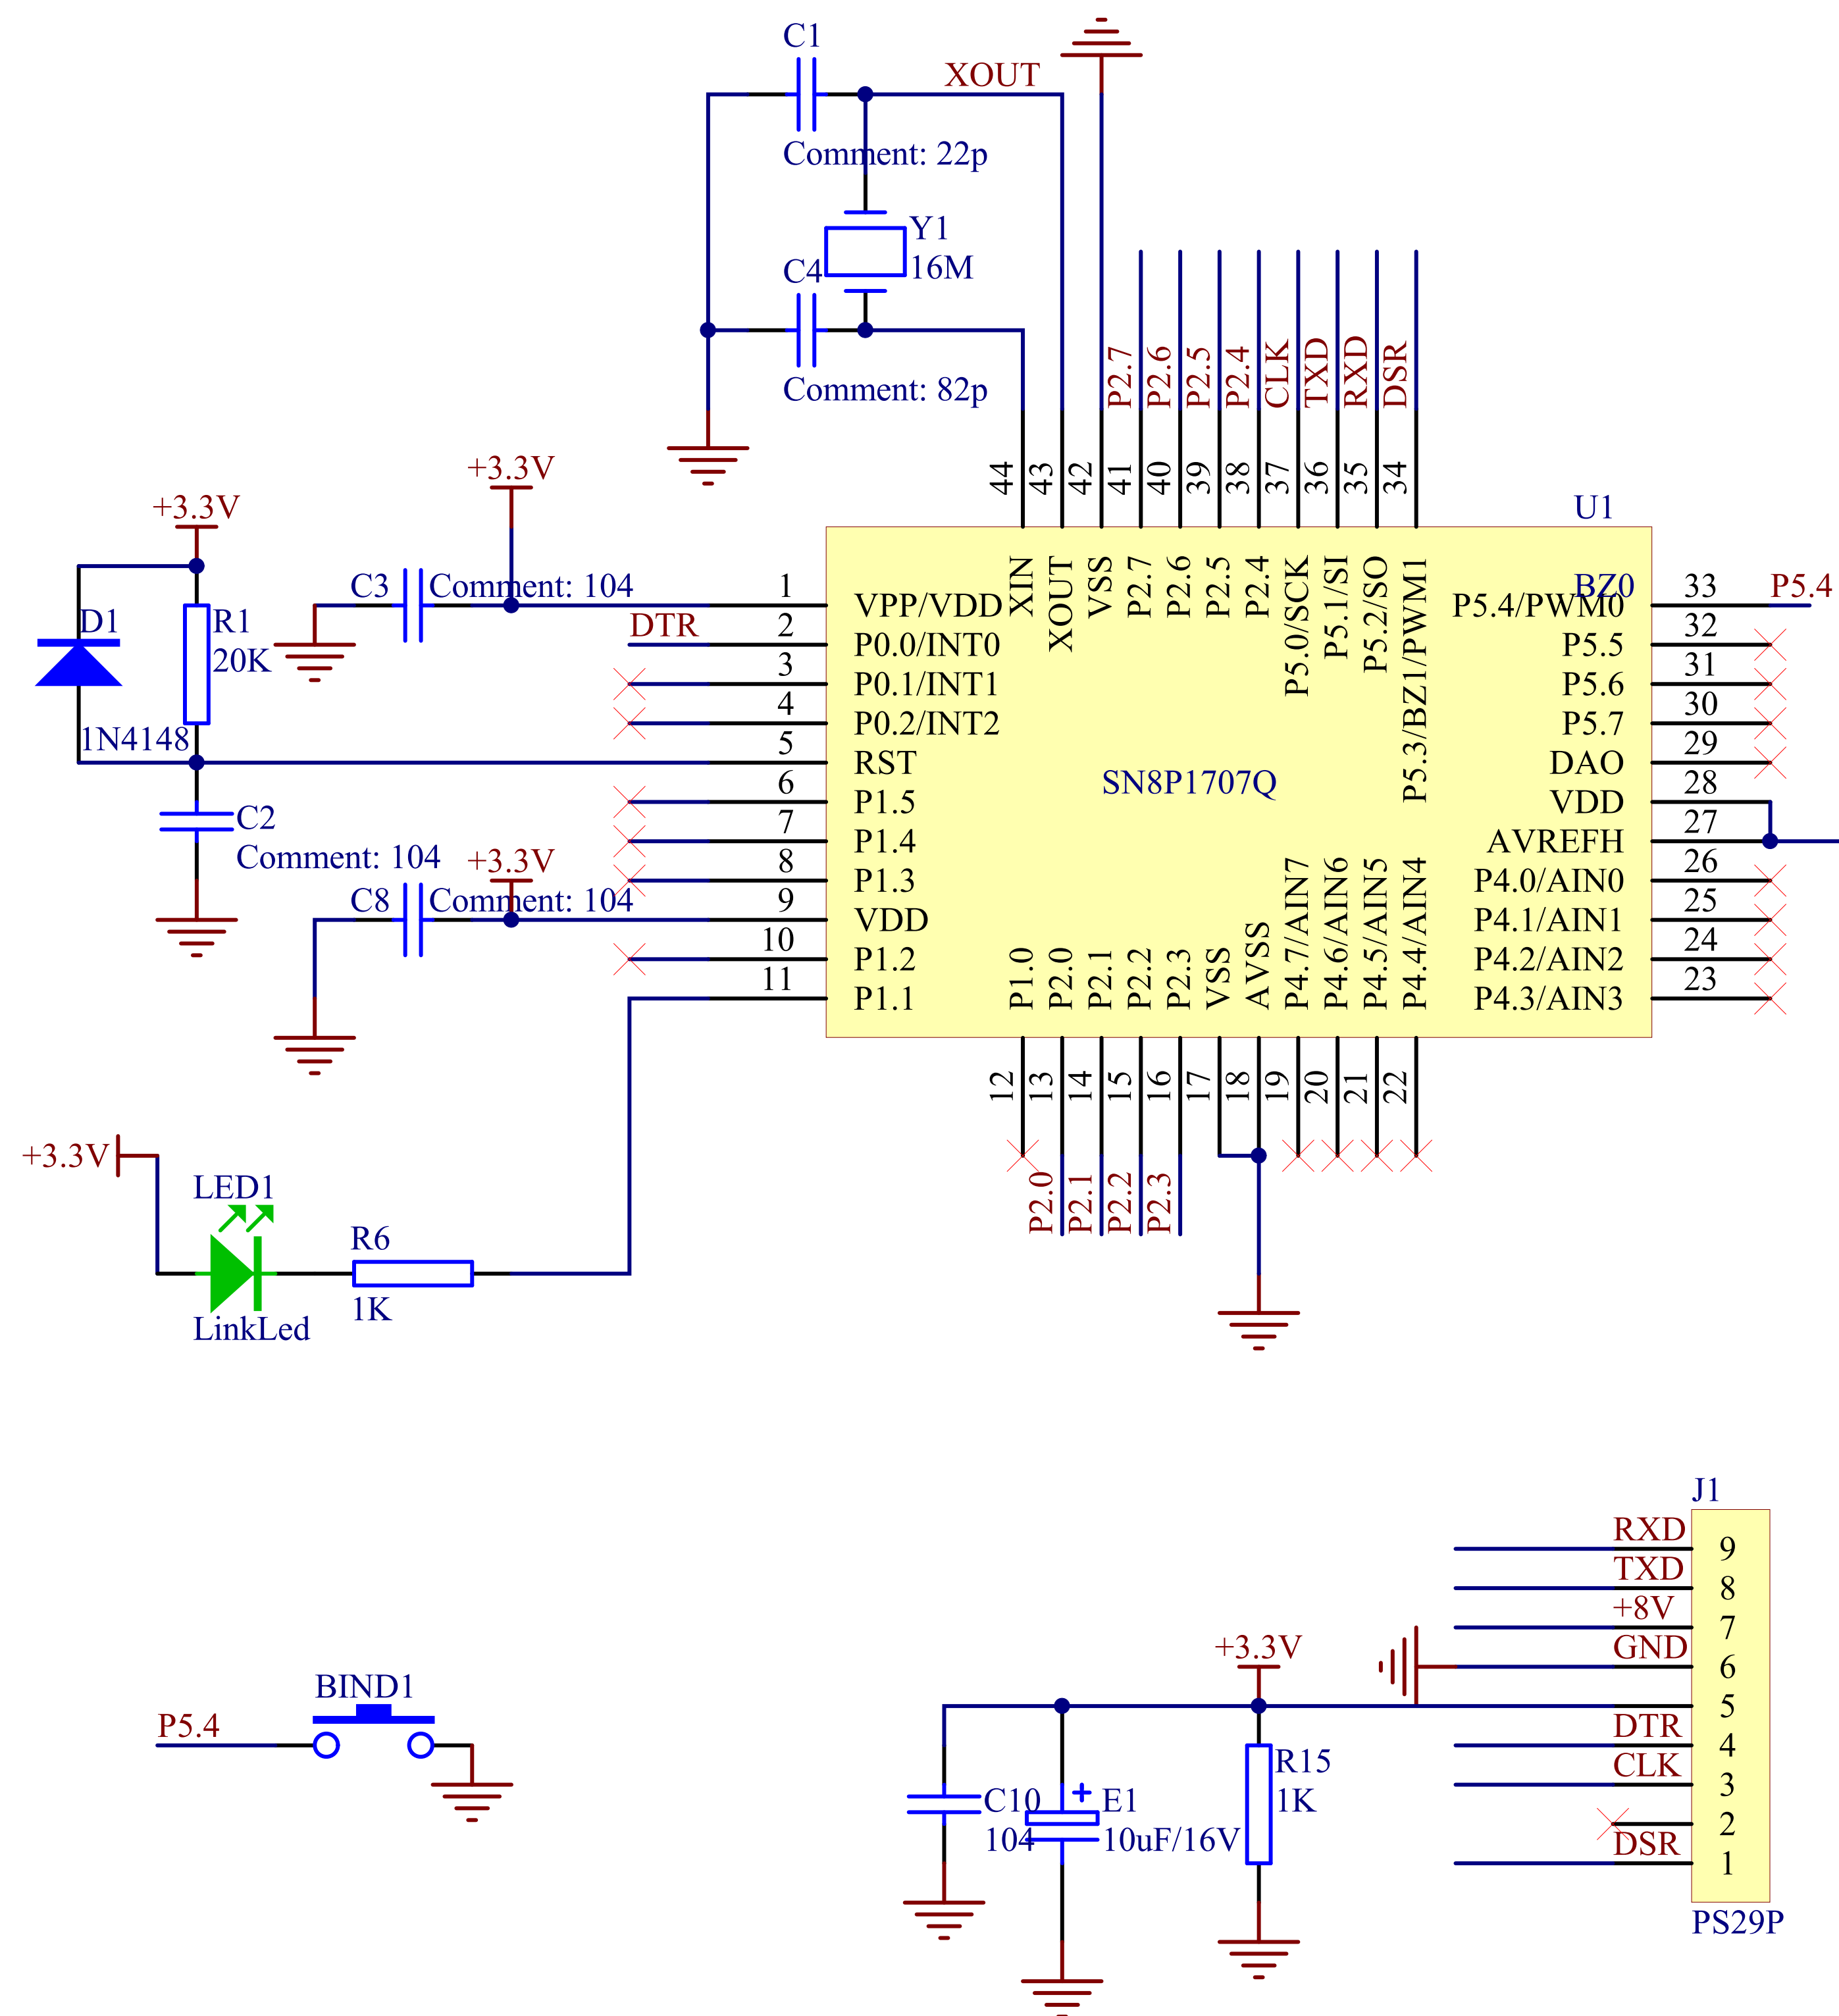 C1
XOUT
Comment: 22p
Y1
16M
C4
Comment: 82p
P2.7
P2.6
P2.5
P2.4
CLK
TXD
RXD
DSR
44
43
42
41
40
39
38
37
36
35
34
+3.3V
+3.3V
U1
C3
Comment: 104
D1
R1
20K
1N4148
C2
Comment: 104
+3.3V
C8
Comment: 104
DTR
1
2
3
4
5
6
7
8
9
10
11
VPP/VDD
P0.0/INT0
P0.1/INT1
P0.2/INT2
RST
P1.5
P1.4
P1.3
VDD
P1.2
P1.1
XIN
XOUT
VSS
P2.7
P2.6
P2.5
P2.4
P5.0/SCK
P5.1/SI
P5.2/SO
P5.3/BZ1/PWM1
SN8P1707Q
BZ0
P5.4/PWM0
P5.5
P5.6
P5.7
DAO
VDD
AVREFH
P4.0/AIN0
P4.1/AIN1
P4.2/AIN2
P4.3/AIN3
33
32
31
30
29
28
27
26
25
24
23
P5.4
P1.0
P2.0
P2.1
P2.2
P2.3
VSS
AVSS
P4.7/AIN7
P4.6/AIN6
P4.5/AIN5
P4.4/AIN4
12
13
14
15
16
17
18
19
20
21
22
P2.0
P2.1
P2.2
P2.3
+3.3V
LED1
LinkLed
R6
1K
J1
RXD
9
TXD
8
+8V
7
GND
6
5
DTR
4
CLK
3
2
DSR
1
PS29P
BIND1
P5.4
+3.3V
C10
104
E1
10uF/16V
R15
1K